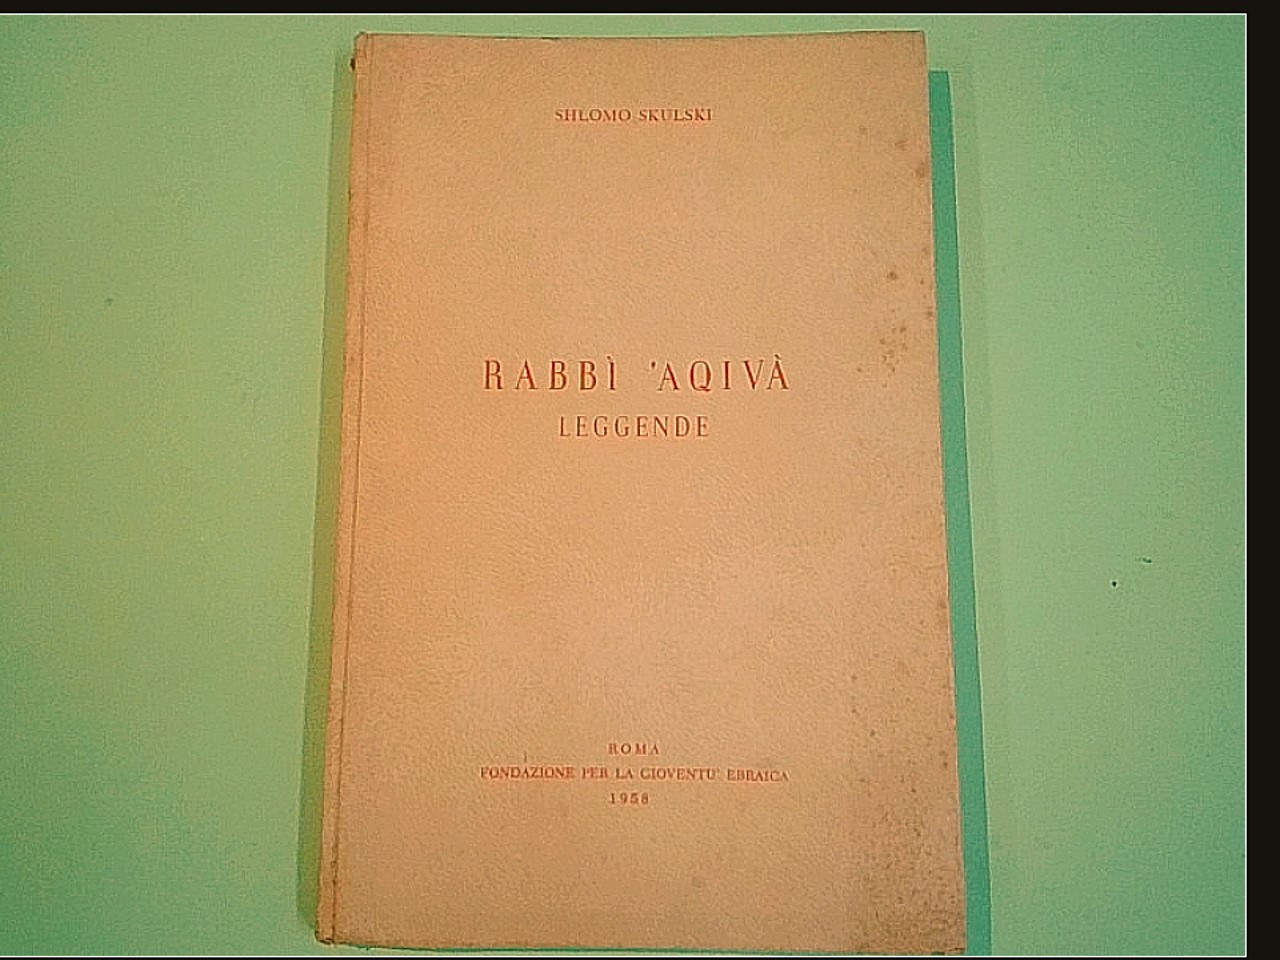 SHLOMO SKULSKI
RABBÌ 'AQIVÀ
LEGGENDE
ROMA
FONDAZIONE PER LA GIOVENTU' EBRAICA
1958